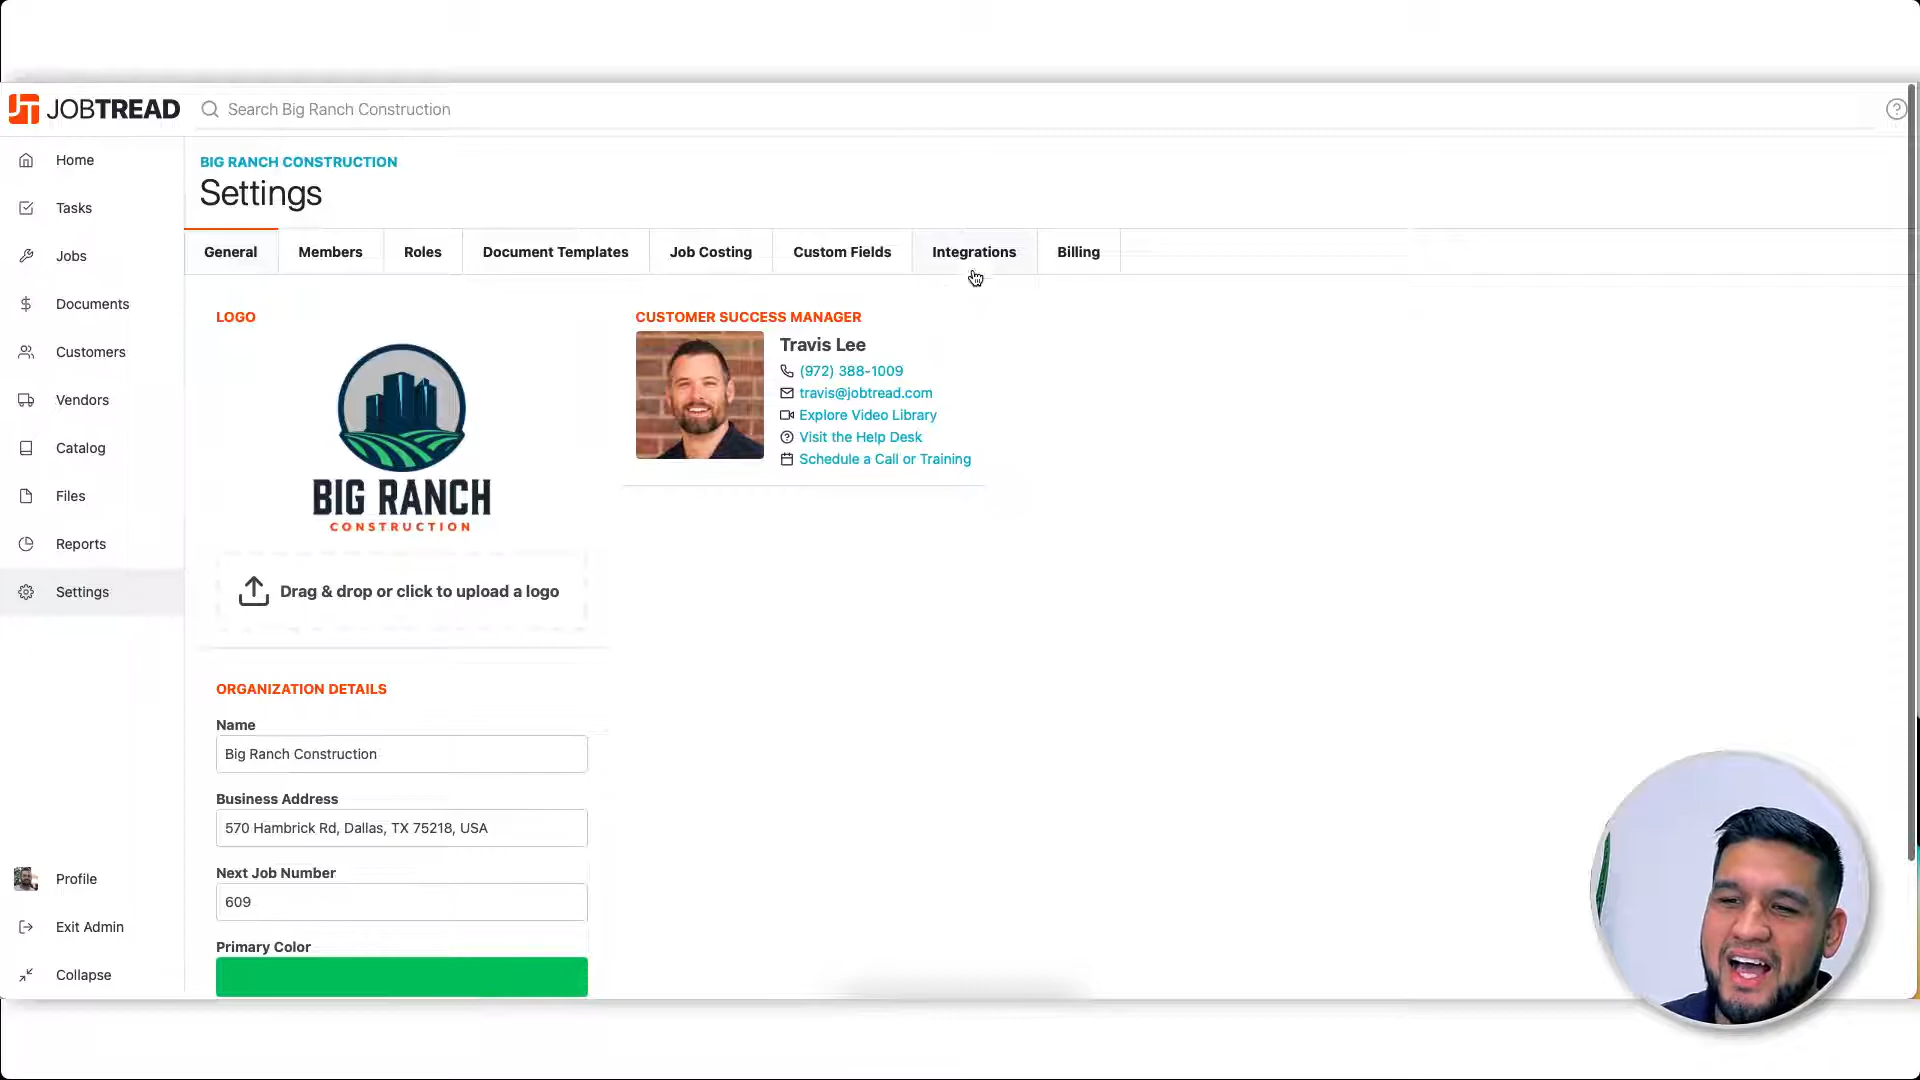 JOBTREAD
Search Big Ranch Construction
Home
Tasks
Jobs
Documents
Customers
Vendors
Catalog
Files
Reports
Settings
Profile
Exit Admin
Collapse
BIG RANCH CONSTRUCTION
Settings
General
Members
Roles
Document Templates
Job Costing
Custom Fields
Integrations
Billing
LOGO
BIG RANCH
CONSTRUCTION
Drag & drop or click to upload a logo
CUSTOMER SUCCESS MANAGER
Travis Lee
(972) 388-1009
travis@jobtread.com
Explore Video Library
Visit the Help Desk
Schedule a Call or Training
ORGANIZATION DETAILS
Name
Big Ranch Construction
Business Address
570 Hambrick Rd, Dallas, TX 75218, USA
Next Job Number
609
Primary Color